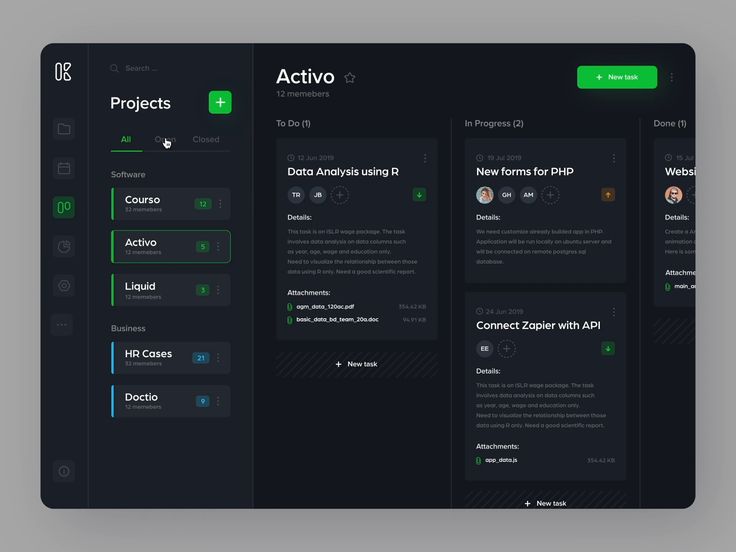 Search ...
Projects
+
All
Open
Closed
Software
Courso
32 memebers
12
Activo
12 memebers
5
Liquid
12 memebers
3
Business
HR Cases
32 memebers
21
Doctio
12 memebers
9
Activo
12 memebers
+ New task
To Do (1)
12 Jun 2019
Data Analysis using R
TR
JB
Details:
This task is on ISLR wage package. The task
involves data analysis on data columns such
as year, age, wage and education only.
Need to visualize the relationship between those
data using R only. Need a good scientific report.
Attachments:
agm_data_120ac.pdf
354.42 KB
basic_data_bd_team_20a.doc
94.91 KB
+ New task
In Progress (2)
19 Jul 2019
New forms for PHP
GH
AM
Details:
We need customize already builded app in PHP.
Application will be run locally on ubuntu server and
will be connected on remote postgres sql
database.
24 Jun 2019
Connect Zapier with API
EE
Details:
This task is on ISLR wage package. The task
involves data analysis on data columns such
as year, age, wage and education only.
Need to visualize the relationship between those
data using R only. Need a good scientific report.
Attachments:
app_data.js
354.42 KB
+ New task
Done (1)
15 Jul
Websi
Details:
Create a An
animation
Here is som
Attachme
main_a